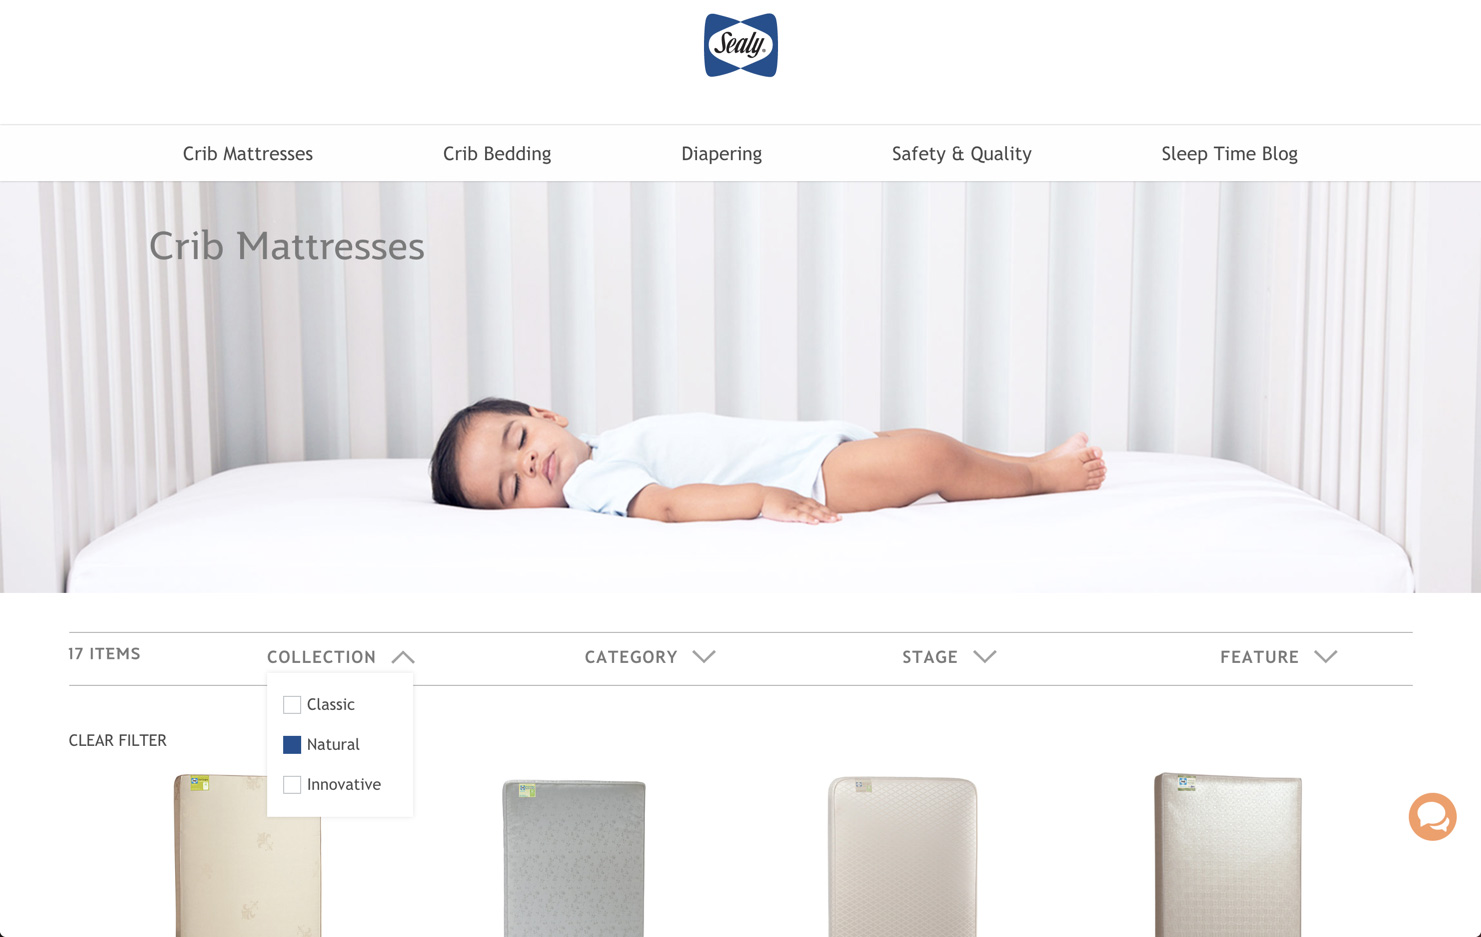 Sealy
Crib Mattresses
Crib Bedding
Diapering
Safety & Quality
Sleep Time Blog
Crib Mattresses
17 ITEMS
COLLECTION
CATEGORY
STAGE
FEATURE
Classic
Natural
Innovative
CLEAR FILTER